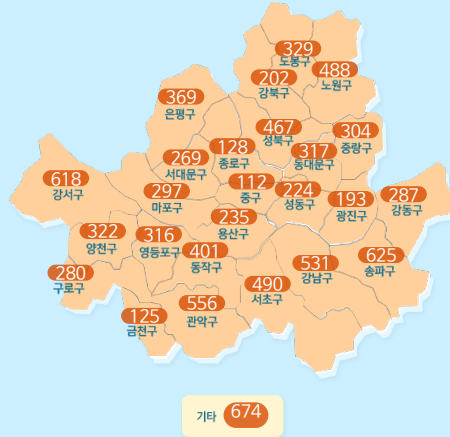 329
도봉구
488
노원구
202
강북구
369
은평구
467
성북구
304
중랑구
128
종로구
317
동대문구
269
서대문구
618
강서구
297
마포구
112
중구
224
성동구
193
광진구
287
강동구
235
용산구
322
양천구
316
영등포구
401
동작구
625
송파구
531
강남구
280
구로구
490
서초구
556
관악구
125
금천구
기타 674